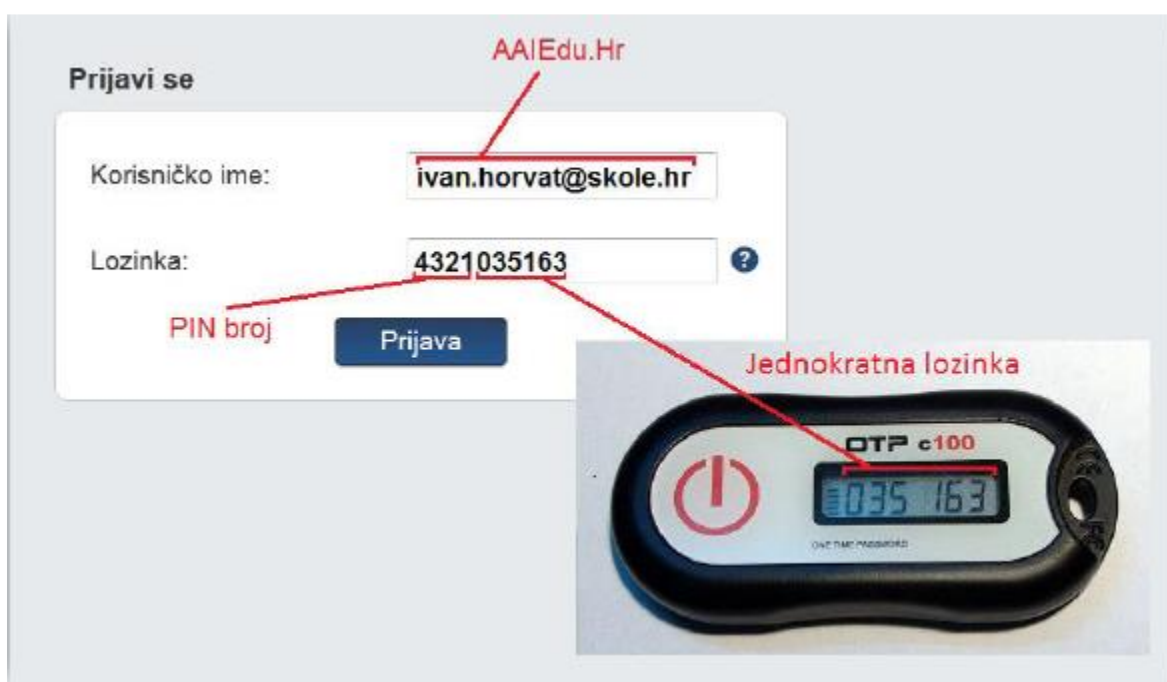 AAIEdu.Hr
Prijavi se
Korisničko ime:
ivan.horvat@skole.hr
Lozinka:
4321035163
?
PIN broj
Prijava
Jednokratna lozinka
OTP c100
035 163
ONE TIME PASSWORD